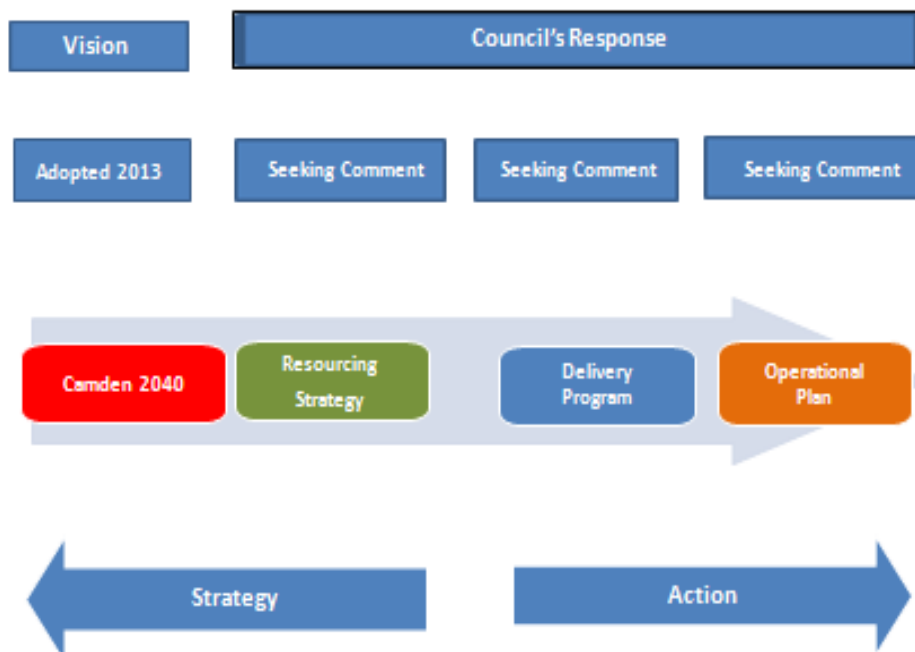 Vision
Council's Response
Adopted 2013
Seeking Comment
Seeking Comment
Seeking Comment
Camden 2040
Resourcing
Strategy
Delivery
Program
Operational
Plan
Strategy
Action